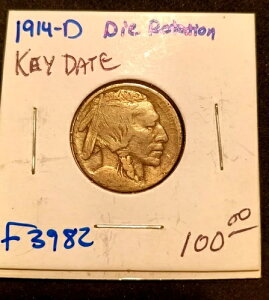 1914-D Die Rotation
KEY DATE
F3982 100.00